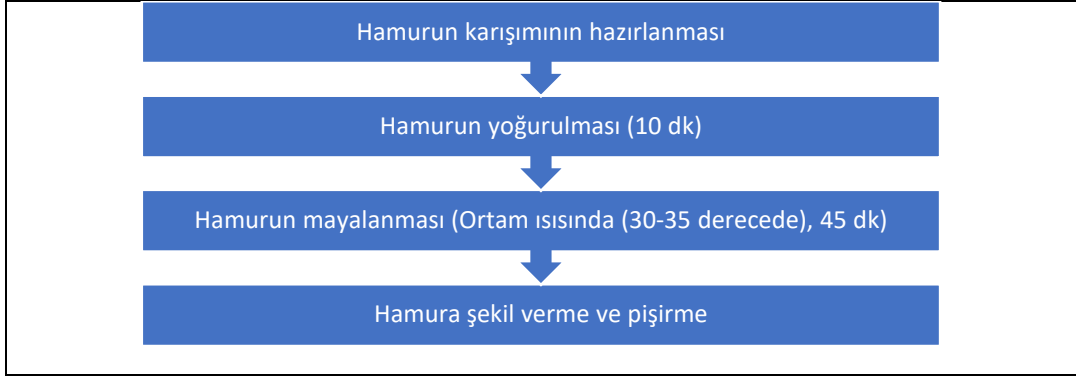 Hamurun karışımının hazırlanması
Hamurun yoğurulması (10 dk)
Hamurun mayalanması (Ortam ısısında (30-35 derecede), 45 dk)
Hamura şekil verme ve pişirme